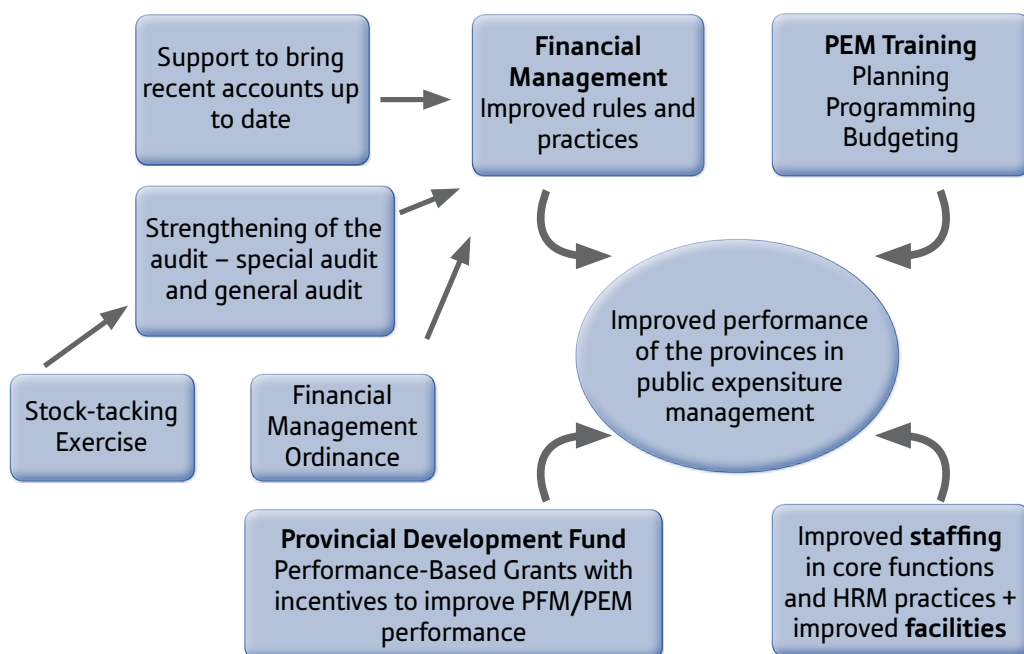 Support to bring
recent accounts up
to date
Financial
Management
Improved rules and
practices
PEM Training
Planning
Programming
Budgeting
Strengthening of the
audit – special audit
and general audit
Improved performance
of the provinces in
public expensiture
management
Stock-tacking
Exercise
Financial
Management
Ordinance
Provincial Development Fund
Performance-Based Grants with
incentives to improve PFM/PEM
performance
Improved staffing
in core functions
and HRM practices +
improved facilities